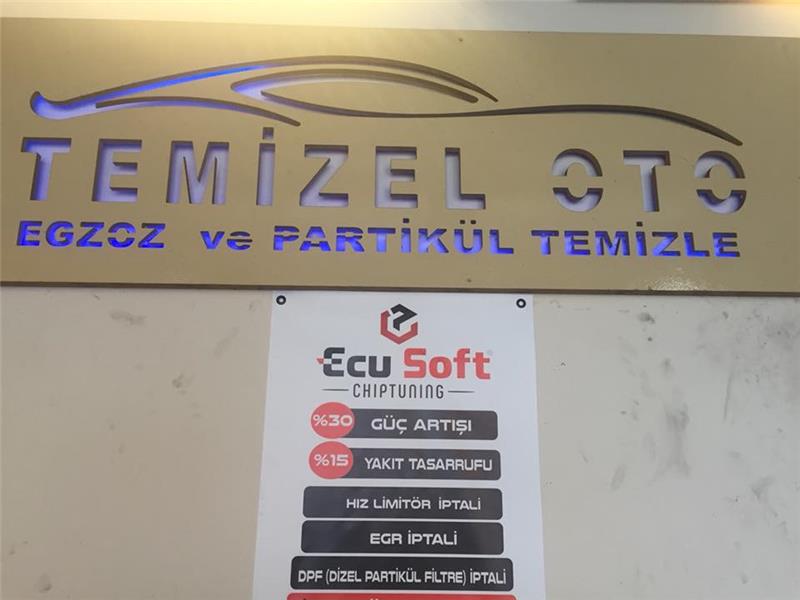 TEMİZEL OTO
EGZOZ ve PARTİKÜL TEMİZLE
Ecu Soft
CHIPTUNING
%30 GÜÇ ARTIŞI
%15 YAKIT TASARRUFU
HIZ LİMİTÖR İPTALİ
EGR İPTALİ
DPF (DİZEL PARTİKÜL FİLTRE) İPTALİ